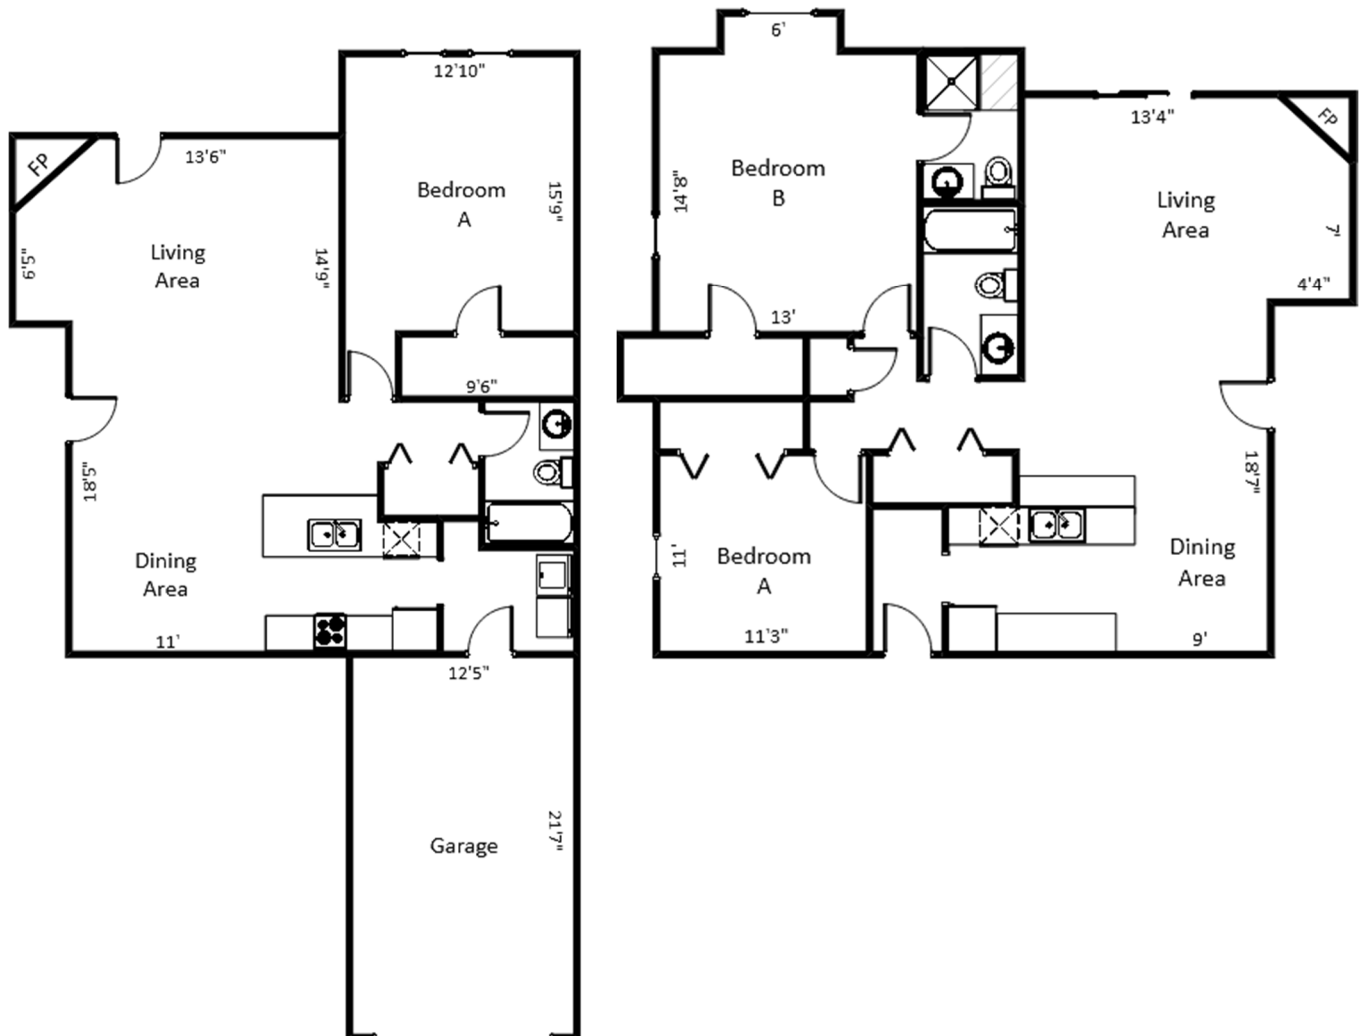 12'10"
FP
13'6"
Bedroom
A
15'9"
Living
Area
14'9"
6'5"
9'6"
18'5"
Dining
Area
11'
12'5"
Garage
21'7"
6'
Bedroom
B
14'8"
13'
13'4"
FP
Living
Area
7'
4'4"
18'7"
Bedroom
A
11'
11'3"
Dining
Area
9'